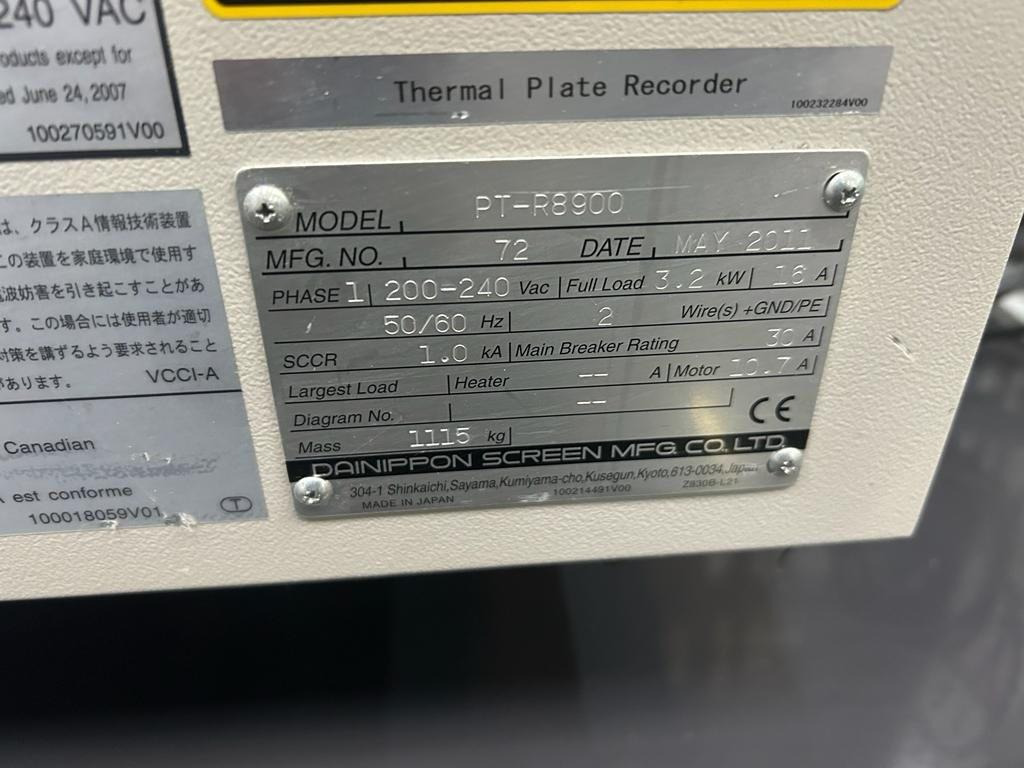 240 VAC
oducts except for
ed June 24, 2007
100270591V00
Thermal Plate Recorder
100232284V00
は、クラスA情報技術装置
この装置を家庭環境で使用す
波妨害を引き起こすことがあ
す。この場合には使用者が適切
対策を講ずるよう要求されること
があります。 VCCI-A
Canadian
est conforme
100018059V01 T
MODEL PT-R8900
MFG. NO. 72 DATE MAY 2011
PHASE 1 200-240 Vac Full Load 3.2 kW 16 A
50/60 Hz 2 Wire(s) +GND/PE
SCCR 1.0 kA Main Breaker Rating 30 A
Largest Load Heater -- A Motor 10.7 A
Diagram No. --
Mass 1115 kg CE
DAINIPPON SCREEN MFG. CO., LTD.
304-1 Shinkaichi,Sayama,Kumiyama-cho,Kusegun,Kyoto,613-0034,Japan
MADE IN JAPAN 100214491V00 Z830B-L21